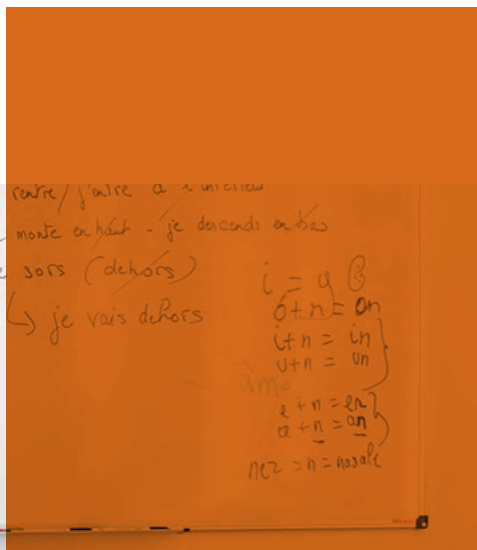 rentre / j'entre à l'intérieur
monte en haut - je descends en bas
sors (dehors)
↳ je vais dehors
i = y
o+n = on
i+n = in
u+n = un
e+n = en
a+n = an
nez = n = nasale